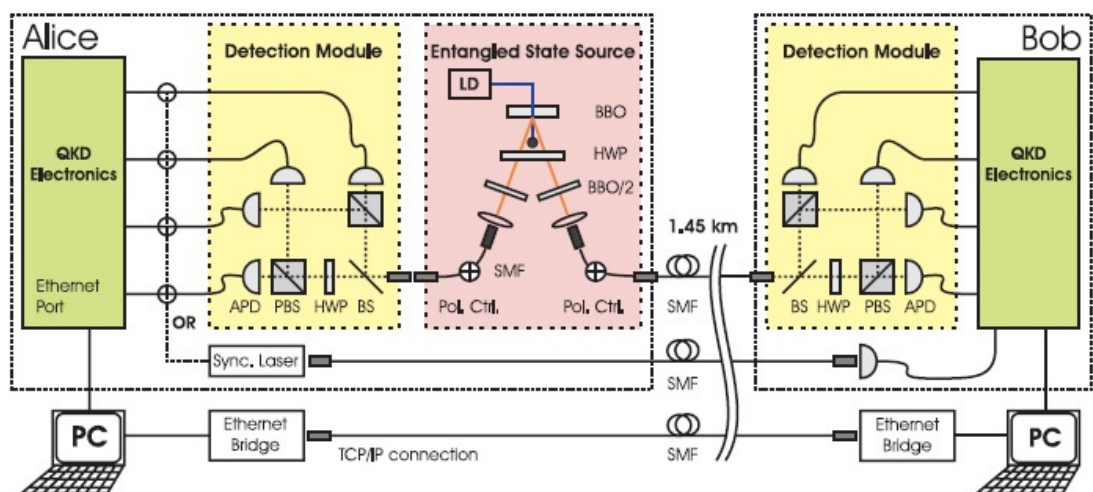 Alice
Detection Module
Entangled State Source
Detection Module
Bob
LD
BBO
HWP
BBO/2
QKD
Electronics
QKD
Electronics
1.45 km
SMF
Ethernet
Port
APD
PBS
HWP
BS
Pol. Ctrl.
Pol. Ctrl.
SMF
BS
HWP
PBS
APD
OR
Sync. Laser
SMF
PC
Ethernet
Bridge
TCP/IP connection
SMF
Ethernet
Bridge
PC